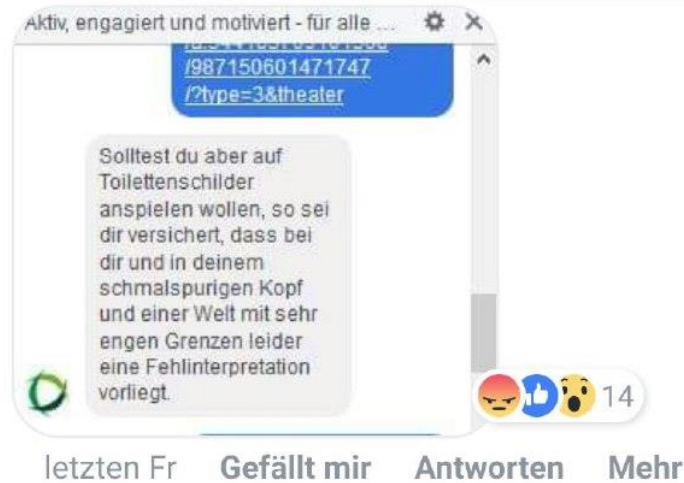 Aktiv, engagiert und motiviert - für alle ...
/987150601471747
/?type=3&theater
Solltest du aber auf
Toilettenschilder
anspielen wollen, so sei
dir versichert, dass bei
dir und in deinem
schmalspurigen Kopf
und einer Welt mit sehr
engen Grenzen leider
eine Fehlinterpretation
vorliegt.
14
letzten Fr Gefällt mir Antworten Mehr